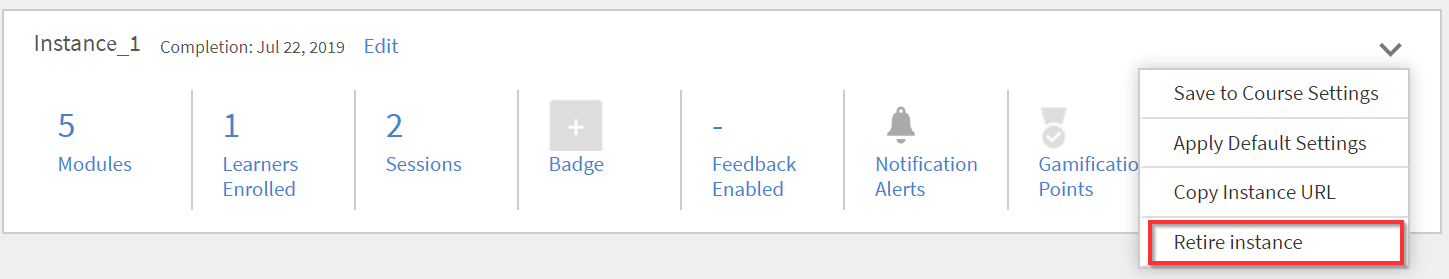 Instance_1 Completion: Jul 22, 2019 Edit
5
Modules
1
Learners
Enrolled
2
Sessions
Badge
-
Feedback
Enabled
Notification
Alerts
Gamificatio
Points
Save to Course Settings
Apply Default Settings
Copy Instance URL
Retire instance